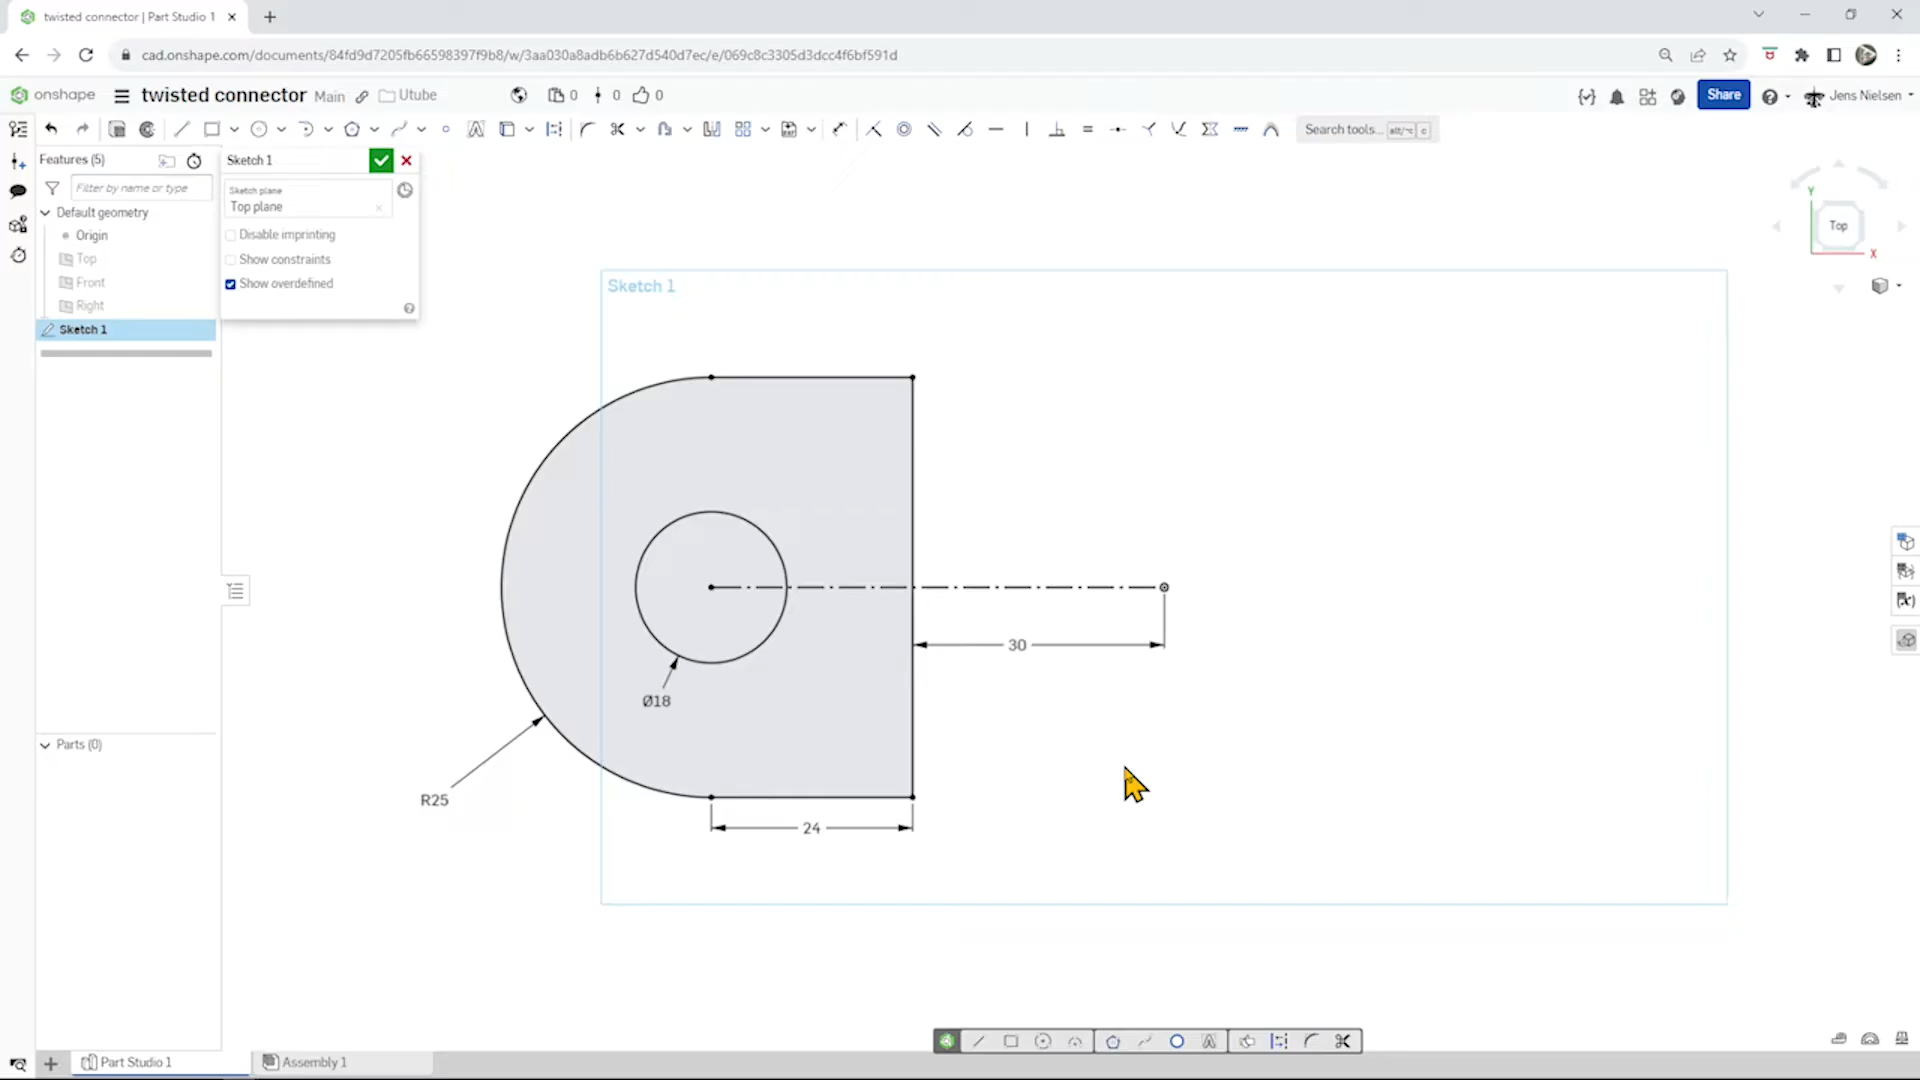 twisted connector | Part Studio 1
cad.onshape.com/documents/84fd9d7205fb66598397f9b8/w/3aa030a8adb6b627d540d7ec/e/069c8c3305d3dcc4f6bf591d
onshape twisted connector Main Utube 0 0 0 Share Jens Nielsen
Search tools... alt/⌥ c
Features (5)
Filter by name or type
Default geometry
Origin
Top
Front
Right
Sketch 1
Parts (0)
Sketch 1
Sketch plane
Top plane
Disable imprinting
Show constraints
Show overdefined
Sketch 1
Y
Top
X
30
Ø18
R25
24
Part Studio 1
Assembly 1